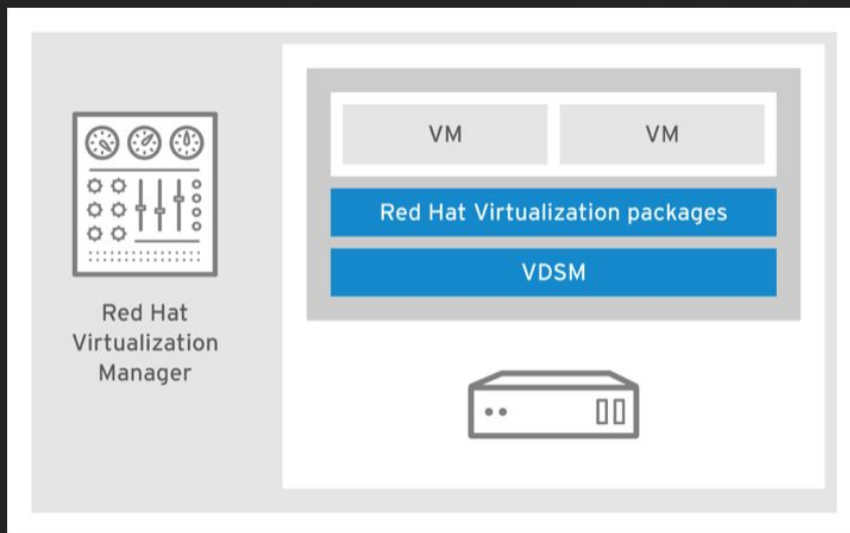 VM
VM
Red Hat Virtualization packages
VDSM
Red Hat
Virtualization
Manager